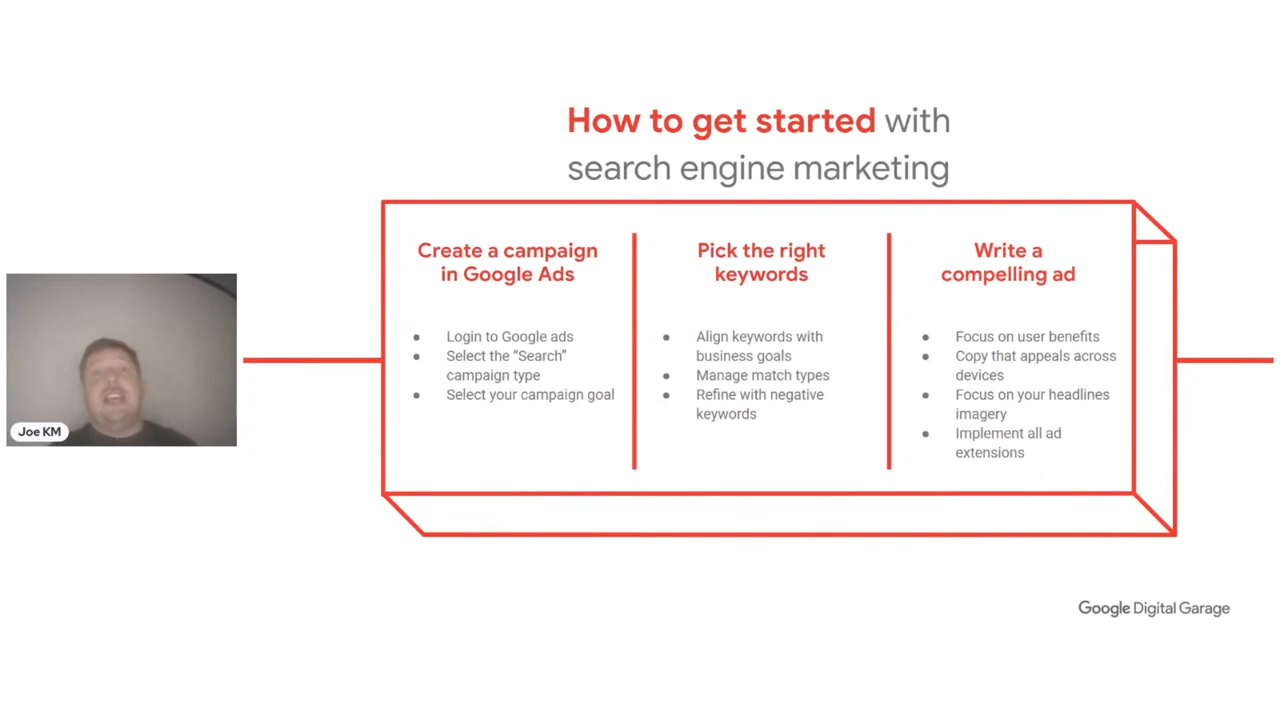 How to get started with
search engine marketing
Create a campaign
in Google Ads
Login to Google ads
Select the “Search”
campaign type
Select your campaign goal
Pick the right
keywords
Align keywords with
business goals
Manage match types
Refine with negative
keywords
Write a
compelling ad
Focus on user benefits
Copy that appeals across
devices
Focus on your headlines
imagery
Implement all ad
extensions
Joe KM
Google Digital Garage